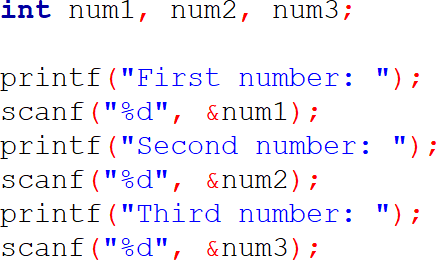 int num1, num2, num3;
printf("First number: ");
scanf("%d", &num1);
printf("Second number: ");
scanf("%d", &num2);
printf("Third number: ");
scanf("%d", &num3);